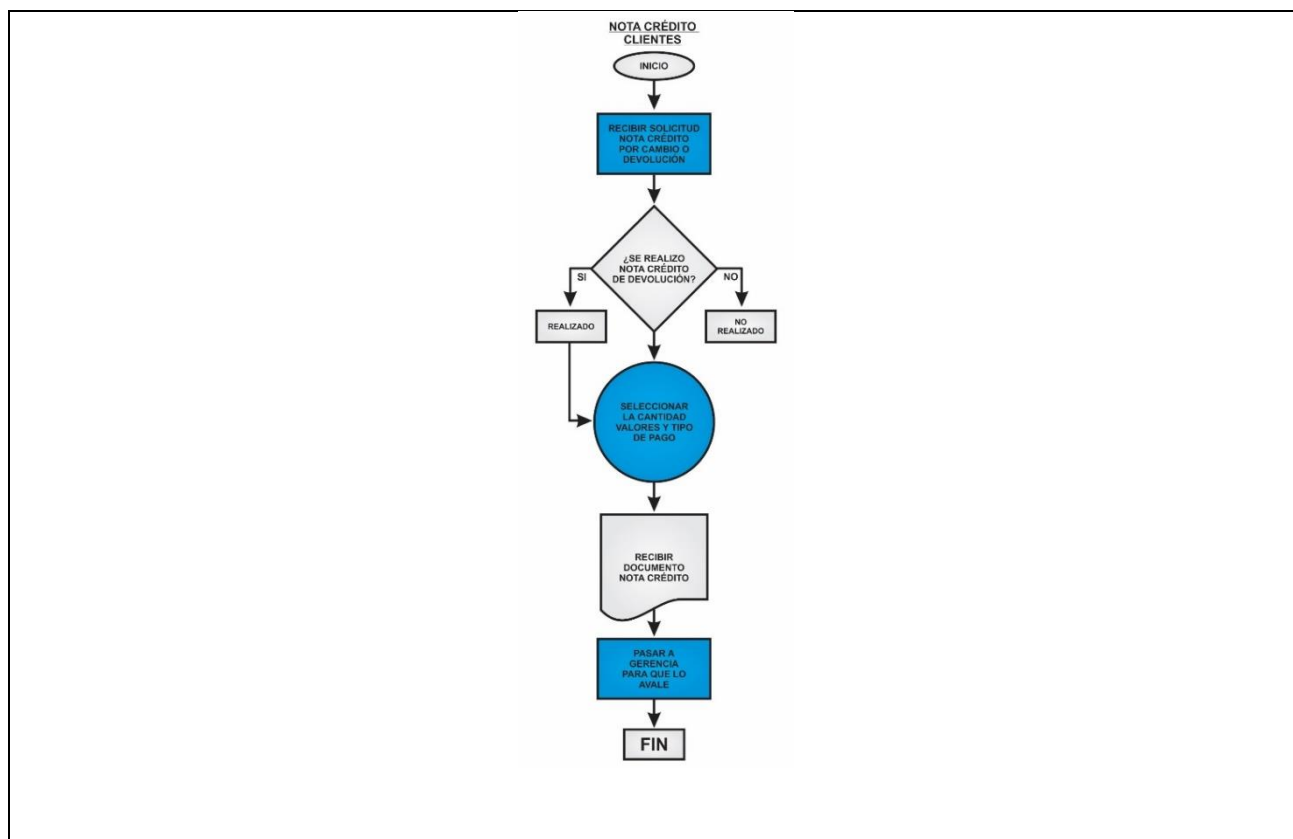 NOTA CRÉDITO
CLIENTES
INICIO
RECIBIR SOLICITUD
NOTA CRÉDITO
POR CAMBIO O
DEVOLUCIÓN
¿SE REALIZO
NOTA CRÉDITO
DE DEVOLUCIÓN?
SI
NO
REALIZADO
NO
REALIZADO
SELECCIONAR
LA CANTIDAD
VALORES Y TIPO
DE PAGO
RECIBIR
DOCUMENTO
NOTA CRÉDITO
PASAR A
GERENCIA
PARA QUE LO
AVALE
FIN